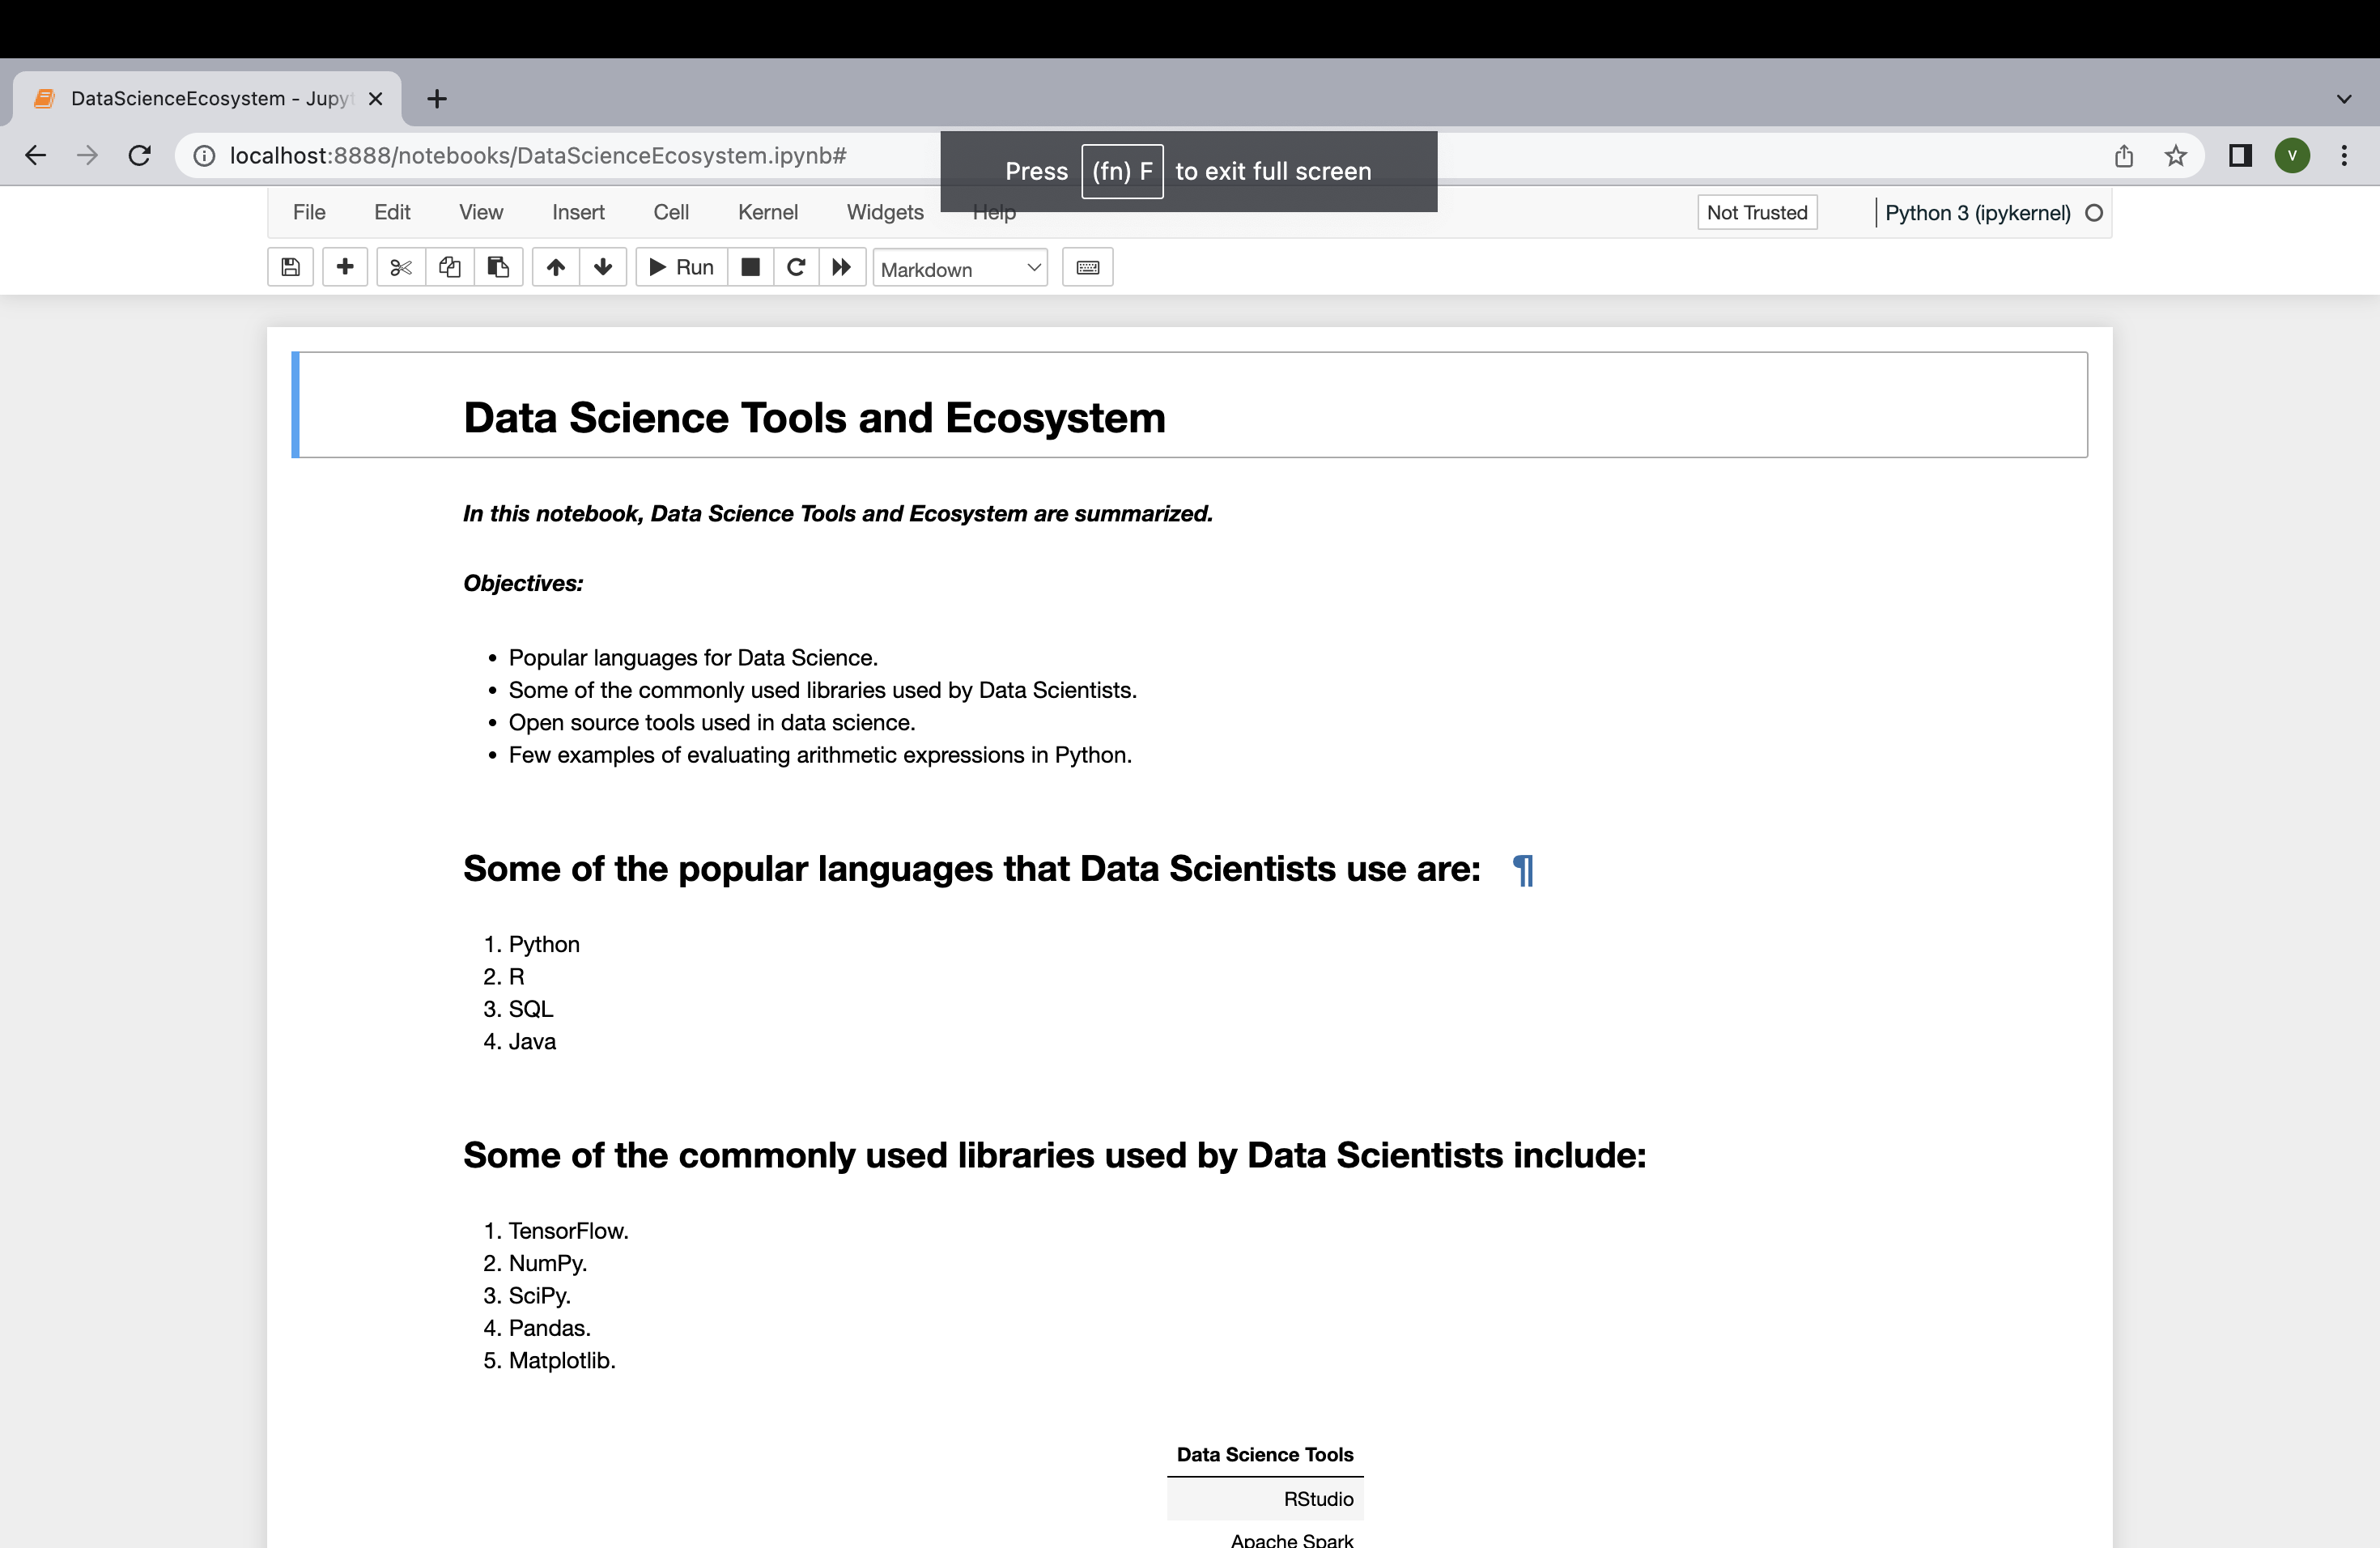 DataScienceEcosystem - Jupyt
localhost:8888/notebooks/DataScienceEcosystem.ipynb#
V
Press (fn) F to exit full screen
File Edit View Insert Cell Kernel Widgets Help
Not Trusted
Python 3 (ipykernel)
Run
Markdown
Data Science Tools and Ecosystem
In this notebook, Data Science Tools and Ecosystem are summarized.
Objectives:
• Popular languages for Data Science.
• Some of the commonly used libraries used by Data Scientists.
• Open source tools used in data science.
• Few examples of evaluating arithmetic expressions in Python.
Some of the popular languages that Data Scientists use are: ¶
1. Python
2. R
3. SQL
4. Java
Some of the commonly used libraries used by Data Scientists include:
1. TensorFlow.
2. NumPy.
3. SciPy.
4. Pandas.
5. Matplotlib.
Data Science Tools
RStudio
Apache Spark